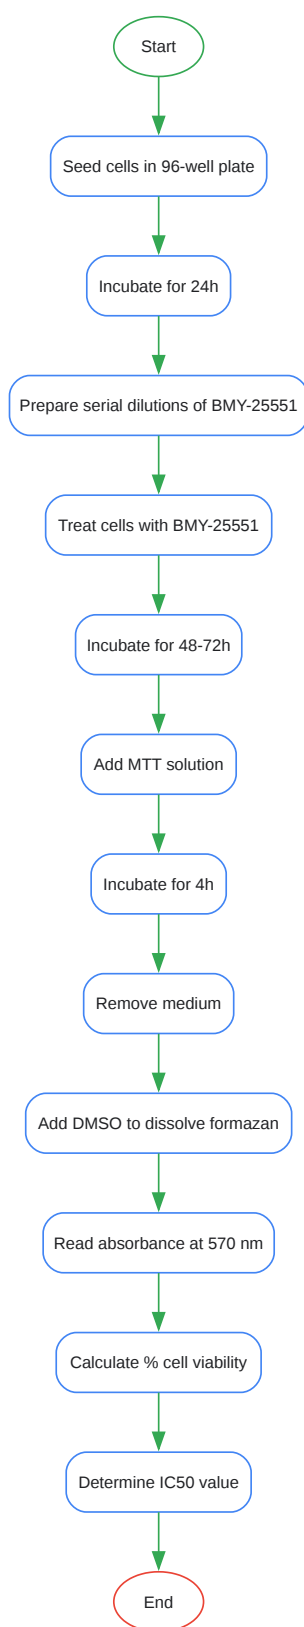 Start
Seed cells in 96-well plate
Incubate for 24h
Prepare serial dilutions of BMY-25551
Treat cells with BMY-25551
Incubate for 48-72h
Add MTT solution
Incubate for 4h
Remove medium
Add DMSO to dissolve formazan
Read absorbance at 570 nm
Calculate % cell viability
Determine IC50 value
End